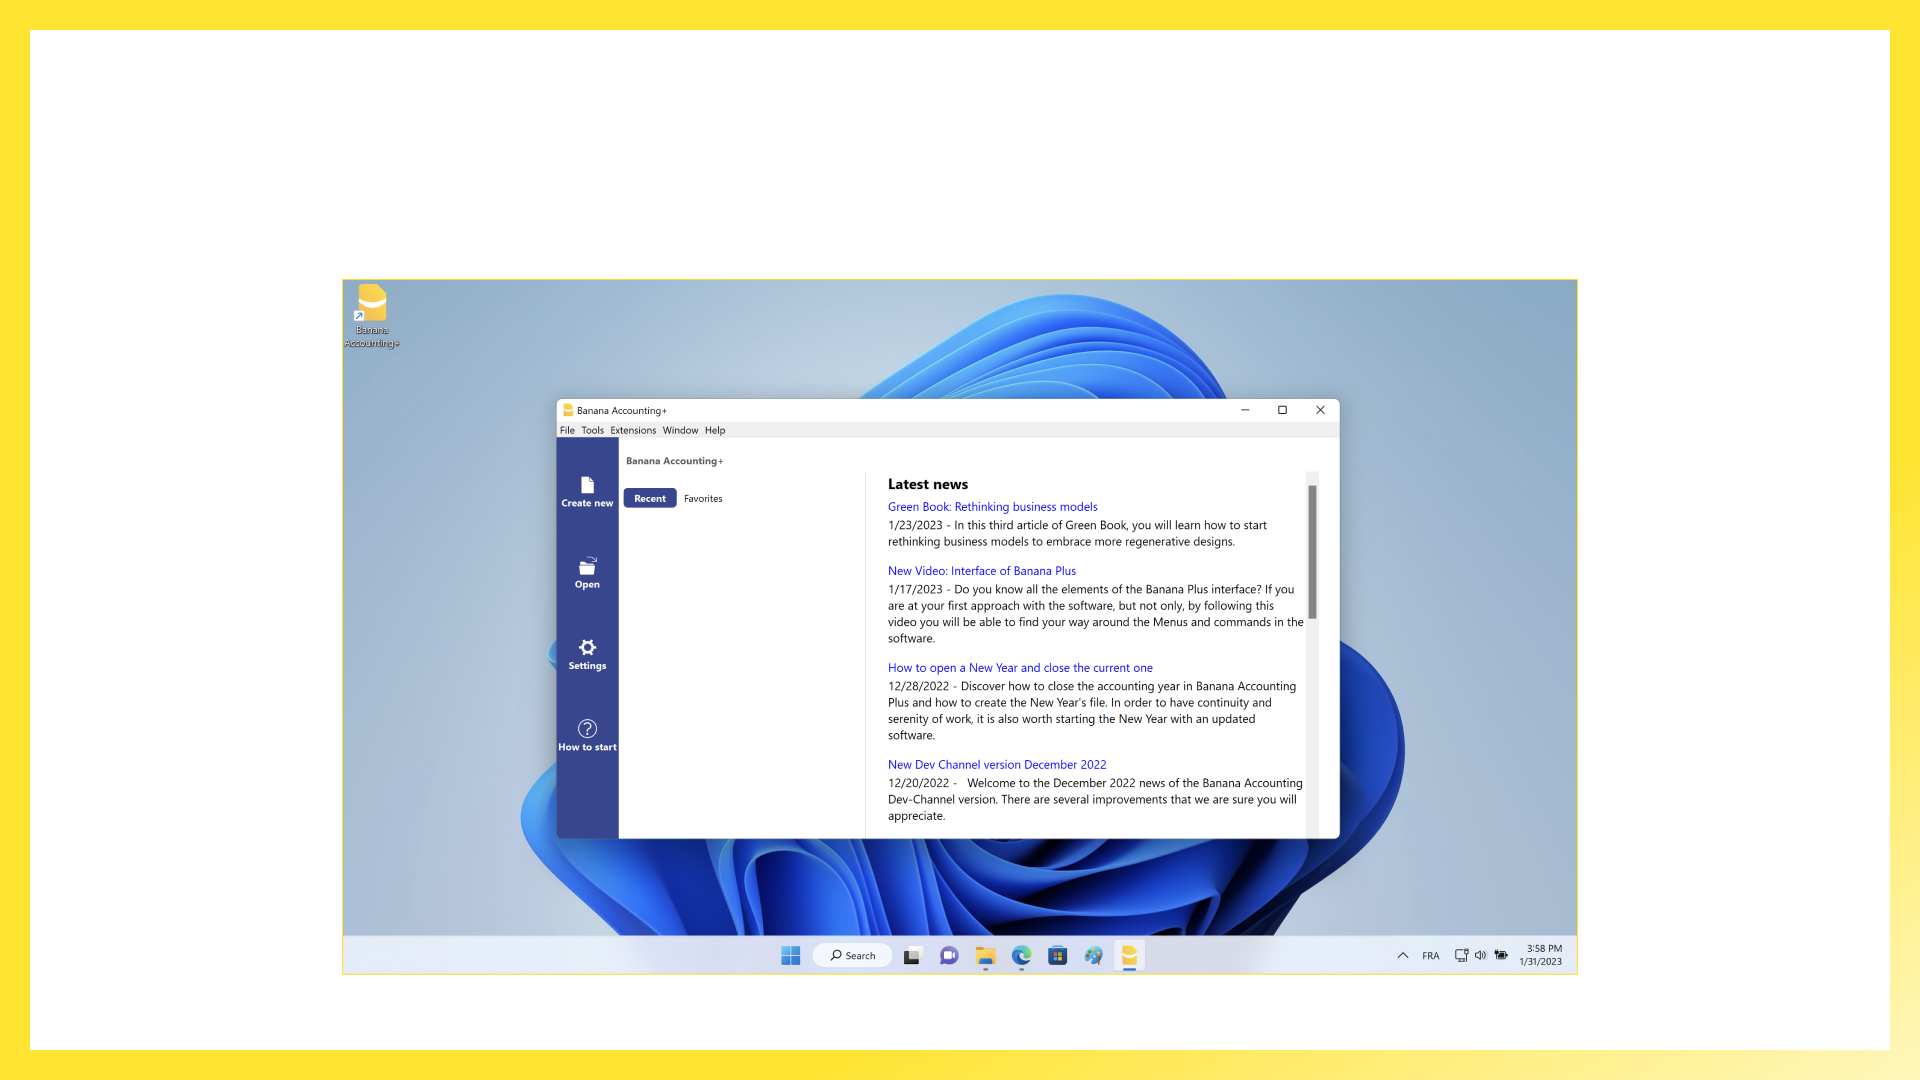 Banana
Accounting+
Banana Accounting+
File Tools Extensions Window Help
Banana Accounting+
Create new
Open
Settings
How to start
Recent Favorites
Latest news
Green Book: Rethinking business models
1/23/2023 - In this third article of Green Book, you will learn how to start
rethinking business models to embrace more regenerative designs.
New Video: Interface of Banana Plus
1/17/2023 - Do you know all the elements of the Banana Plus interface? If you
are at your first approach with the software, but not only, by following this
video you will be able to find your way around the Menus and commands in the
software.
How to open a New Year and close the current one
12/28/2022 - Discover how to close the accounting year in Banana Accounting
Plus and how to create the New Year's file. In order to have continuity and
serenity of work, it is also worth starting the New Year with an updated
software.
New Dev Channel version December 2022
12/20/2022 - Welcome to the December 2022 news of the Banana Accounting
Dev-Channel version. There are several improvements that we are sure you will
appreciate.
Search
FRA
3:58 PM
1/31/2023